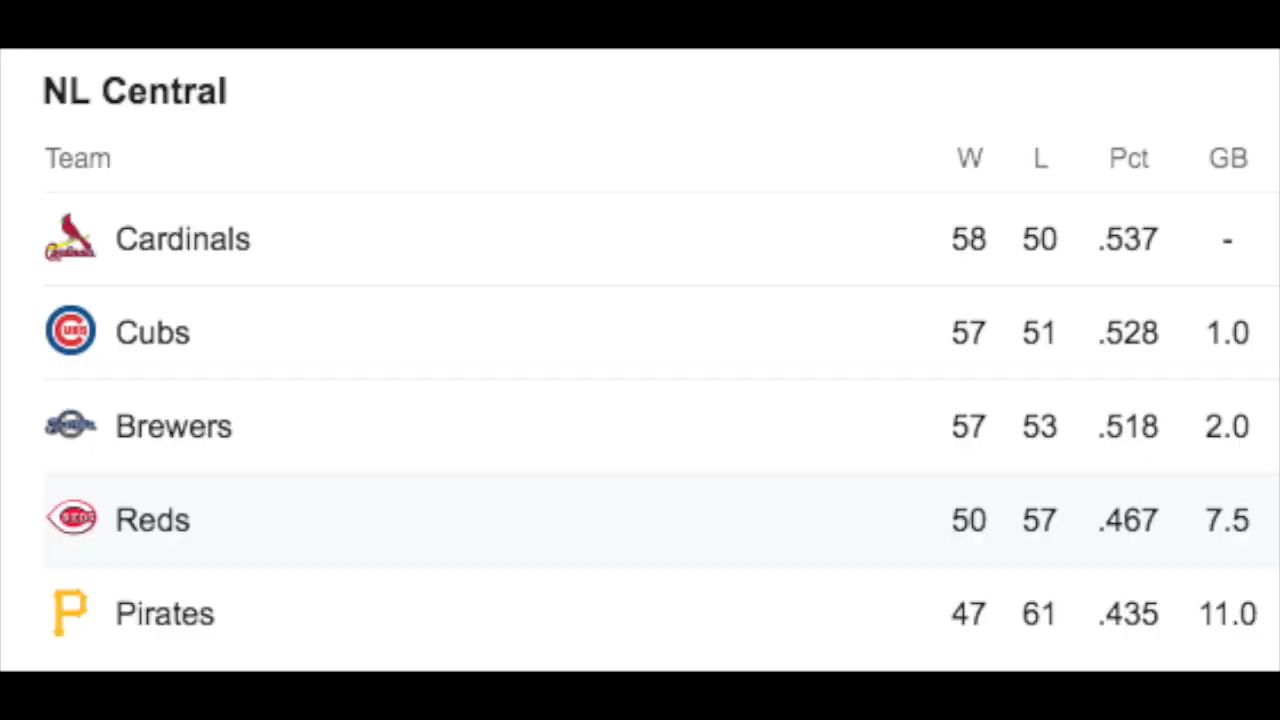 NL Central
Team W L Pct GB
Cardinals 58 50 .537 -
Cubs 57 51 .528 1.0
Brewers 57 53 .518 2.0
Reds 50 57 .467 7.5
Pirates 47 61 .435 11.0